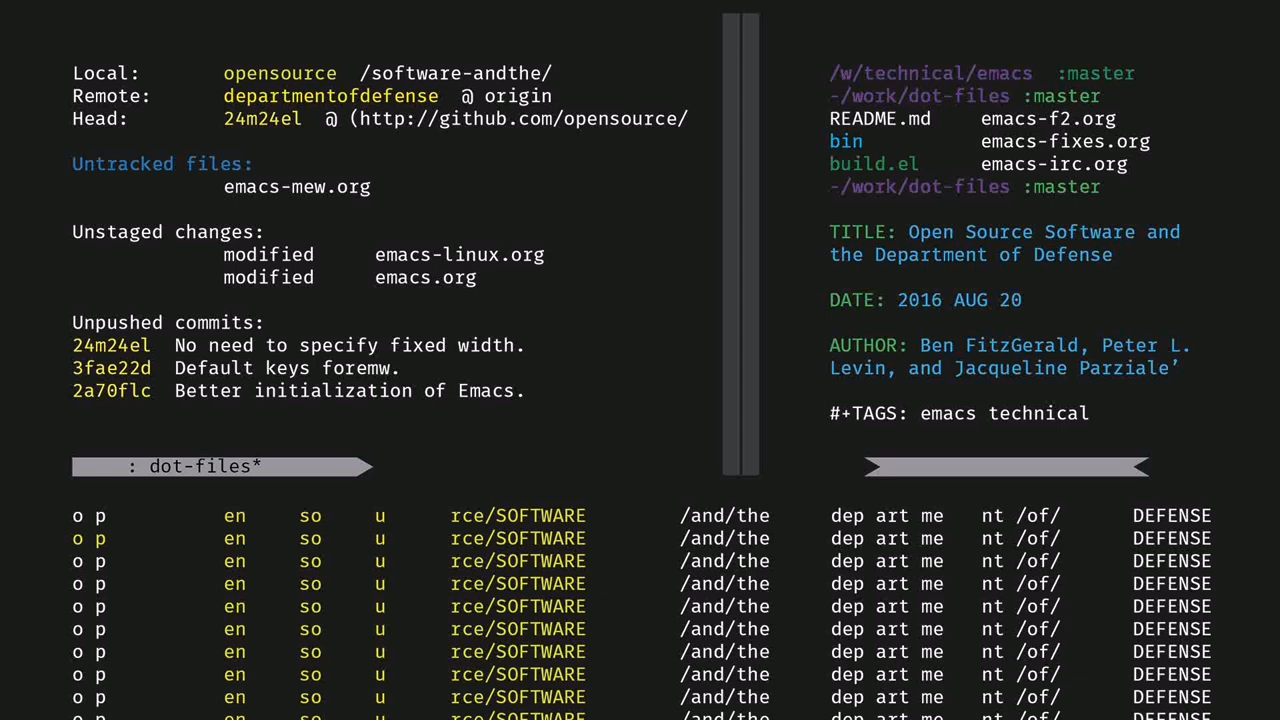 Local: opensource /software-andthe/
Remote: departmentofdefense @ origin
Head: 24m24el @ (http://github.com/opensource/
Untracked files:
emacs-mew.org
Unstaged changes:
modified emacs-linux.org
modified emacs.org
Unpushed commits:
24m24el No need to specify fixed width.
3fae22d Default keys foremw.
2a70flc Better initialization of Emacs.
: dot-files*
/w/technical/emacs :master
-/work/dot-files :master
README.md emacs-f2.org
bin emacs-fixes.org
build.el emacs-irc.org
-/work/dot-files :master
TITLE: Open Source Software and
the Department of Defense
DATE: 2016 AUG 20
AUTHOR: Ben FitzGerald, Peter L.
Levin, and Jacqueline Parziale’
#+TAGS: emacs technical
o p en so u rce/SOFTWARE /and/the dep art me nt /of/ DEFENSE
o p en so u rce/SOFTWARE /and/the dep art me nt /of/ DEFENSE
o p en so u rce/SOFTWARE /and/the dep art me nt /of/ DEFENSE
o p en so u rce/SOFTWARE /and/the dep art me nt /of/ DEFENSE
o p en so u rce/SOFTWARE /and/the dep art me nt /of/ DEFENSE
o p en so u rce/SOFTWARE /and/the dep art me nt /of/ DEFENSE
o p en so u rce/SOFTWARE /and/the dep art me nt /of/ DEFENSE
o p en so u rce/SOFTWARE /and/the dep art me nt /of/ DEFENSE
o p en so u rce/SOFTWARE /and/the dep art me nt /of/ DEFENSE